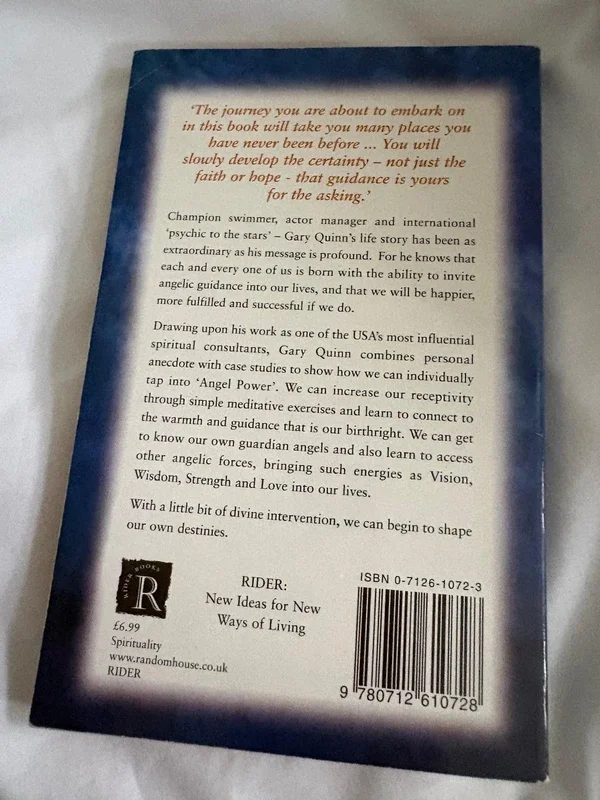 ‘The journey you are about to embark on
in this book will take you many places you
have never been before ... You will
slowly develop the certainty – not just the
faith or hope - that guidance is yours
for the asking.’
Champion swimmer, actor manager and international
‘psychic to the stars’ – Gary Quinn’s life story has been as
extraordinary as his message is profound. For he knows that
each and every one of us is born with the ability to invite
angelic guidance into our lives, and that we will be happier,
more fulfilled and successful if we do.
Drawing upon his work as one of the USA’s most influential
spiritual consultants, Gary Quinn combines personal
anecdote with case studies to show how we can individually
tap into ‘Angel Power’. We can increase our receptivity
through simple meditative exercises and learn to connect to
the warmth and guidance that is our birthright. We can get
to know our own guardian angels and also learn to access
other angelic forces, bringing such energies as Vision,
Wisdom, Strength and Love into our lives.
With a little bit of divine intervention, we can begin to shape
our own destinies.
RIDER BOOKS
R
£6.99
Spirituality
www.randomhouse.co.uk
RIDER
RIDER:
New Ideas for New
Ways of Living
ISBN 0-7126-1072-3
9 780712 610728